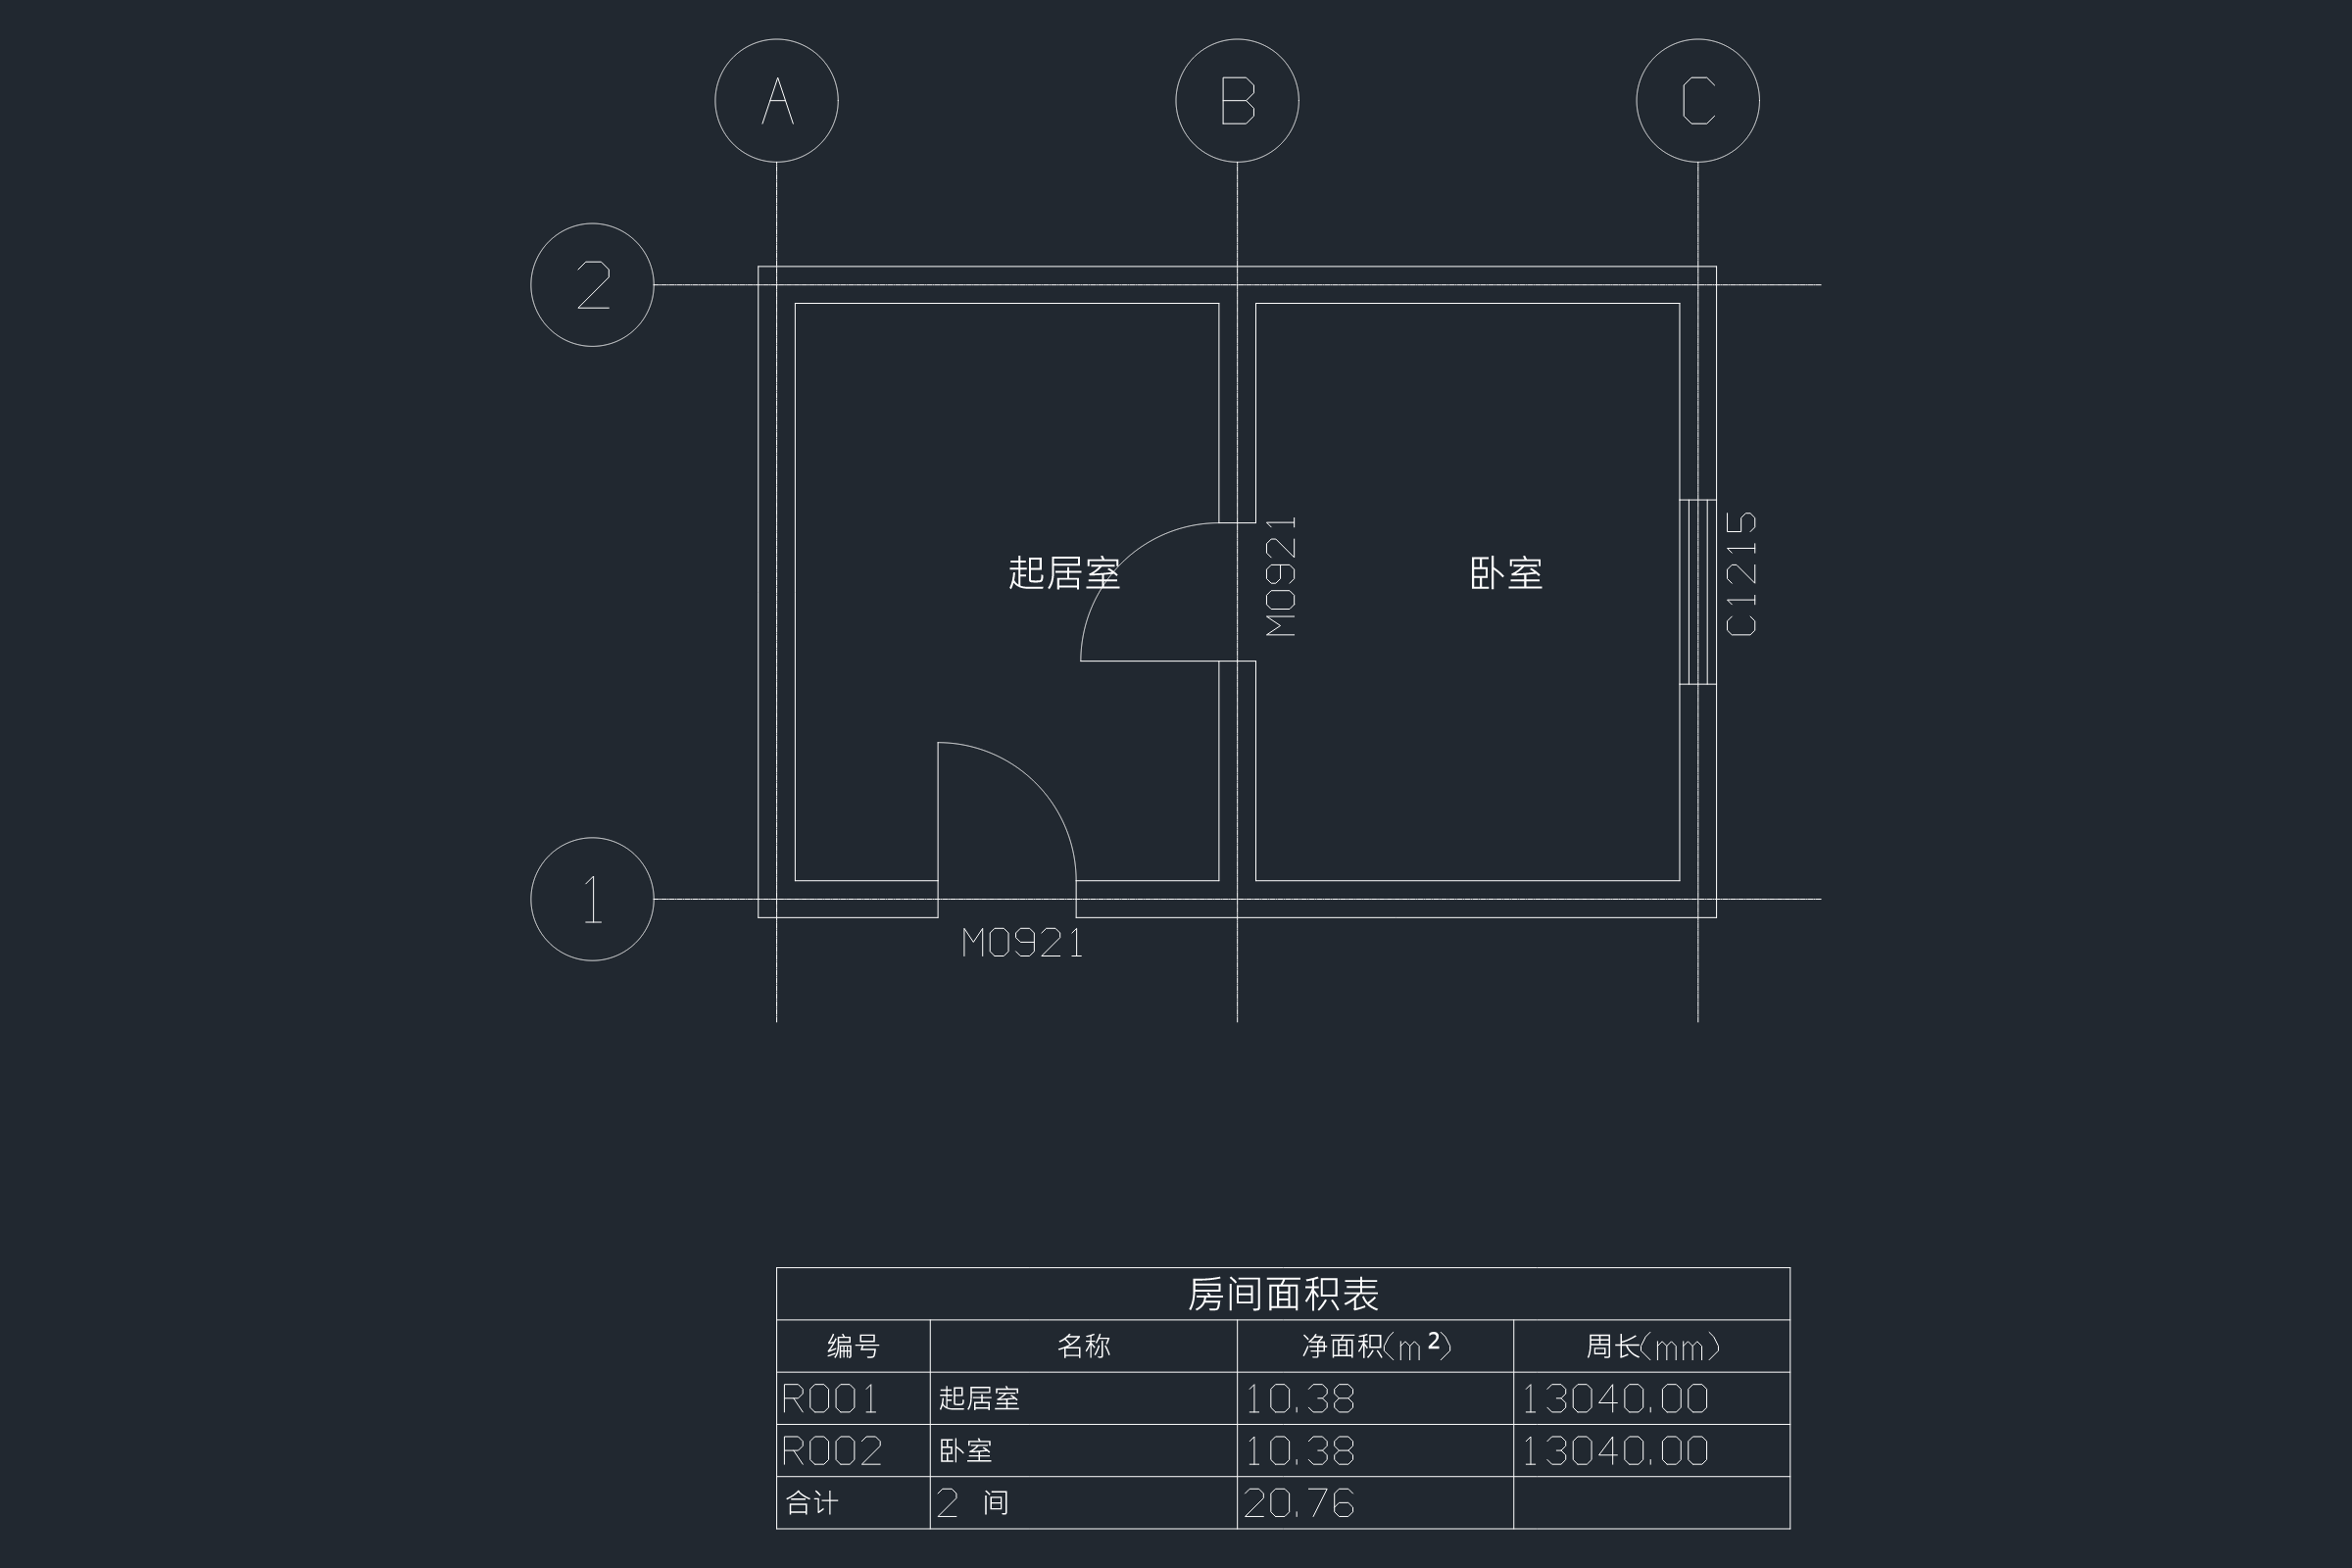 A B C
2
起居室
M0921
卧室
C1215
1
M0921
房间面积表
编号 名称 净面积(m²) 周长(mm)
R001 起居室 10.38 13040.00
R002 卧室 10.38 13040.00
合计 2 间 20.76